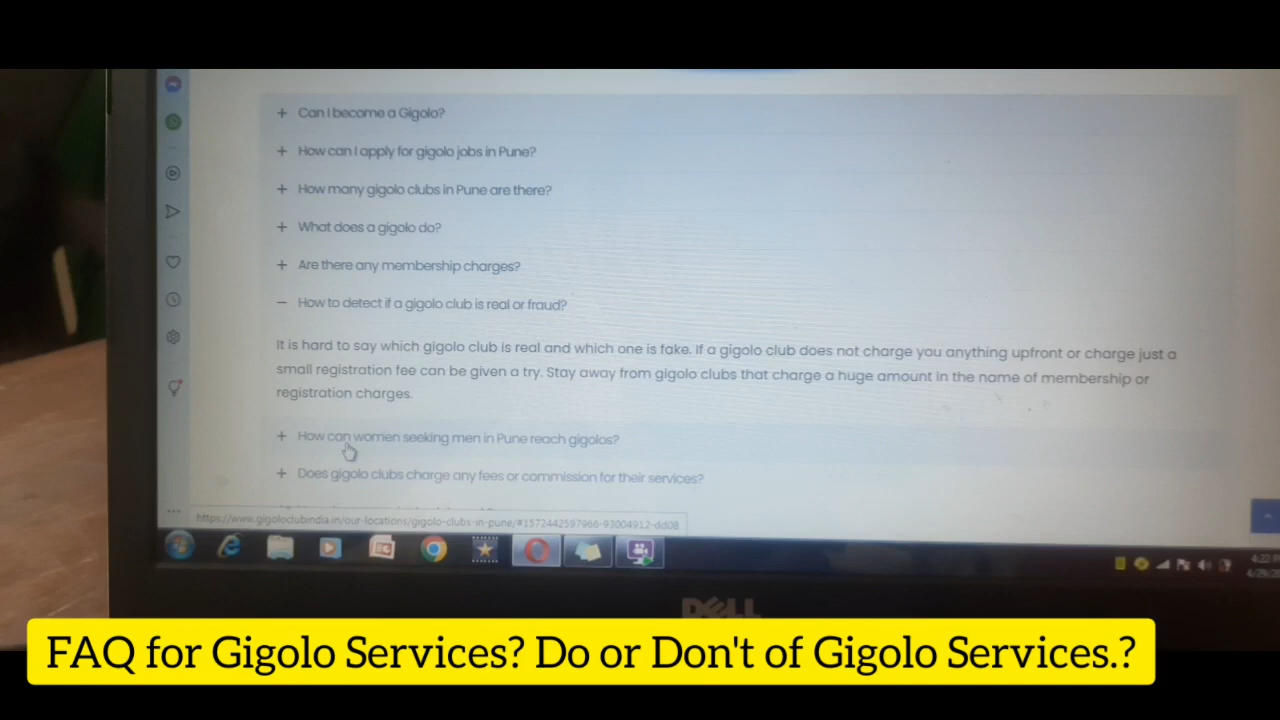 + Can I become a Gigolo?
+ How can I apply for gigolo jobs in Pune?
+ How many gigolo clubs in Pune are there?
+ What does a gigolo do?
+ Are there any membership charges?
− How to detect if a gigolo club is real or fraud?
It is hard to say which gigolo club is real and which one is fake. If a gigolo club does not charge you anything upfront or charge just a
small registration fee can be given a try. Stay away from gigolo clubs that charge a huge amount in the name of membership or
registration charges.
+ How can women seeking men in Pune reach gigolos?
+ Does gigolo clubs charge any fees or commission for their services?
https://www.gigoloclubindia.in/our-locations/gigolo-clubs-in-pune/#1572442597966-93004912-dd08
DELL
FAQ for Gigolo Services? Do or Don't of Gigolo Services.?